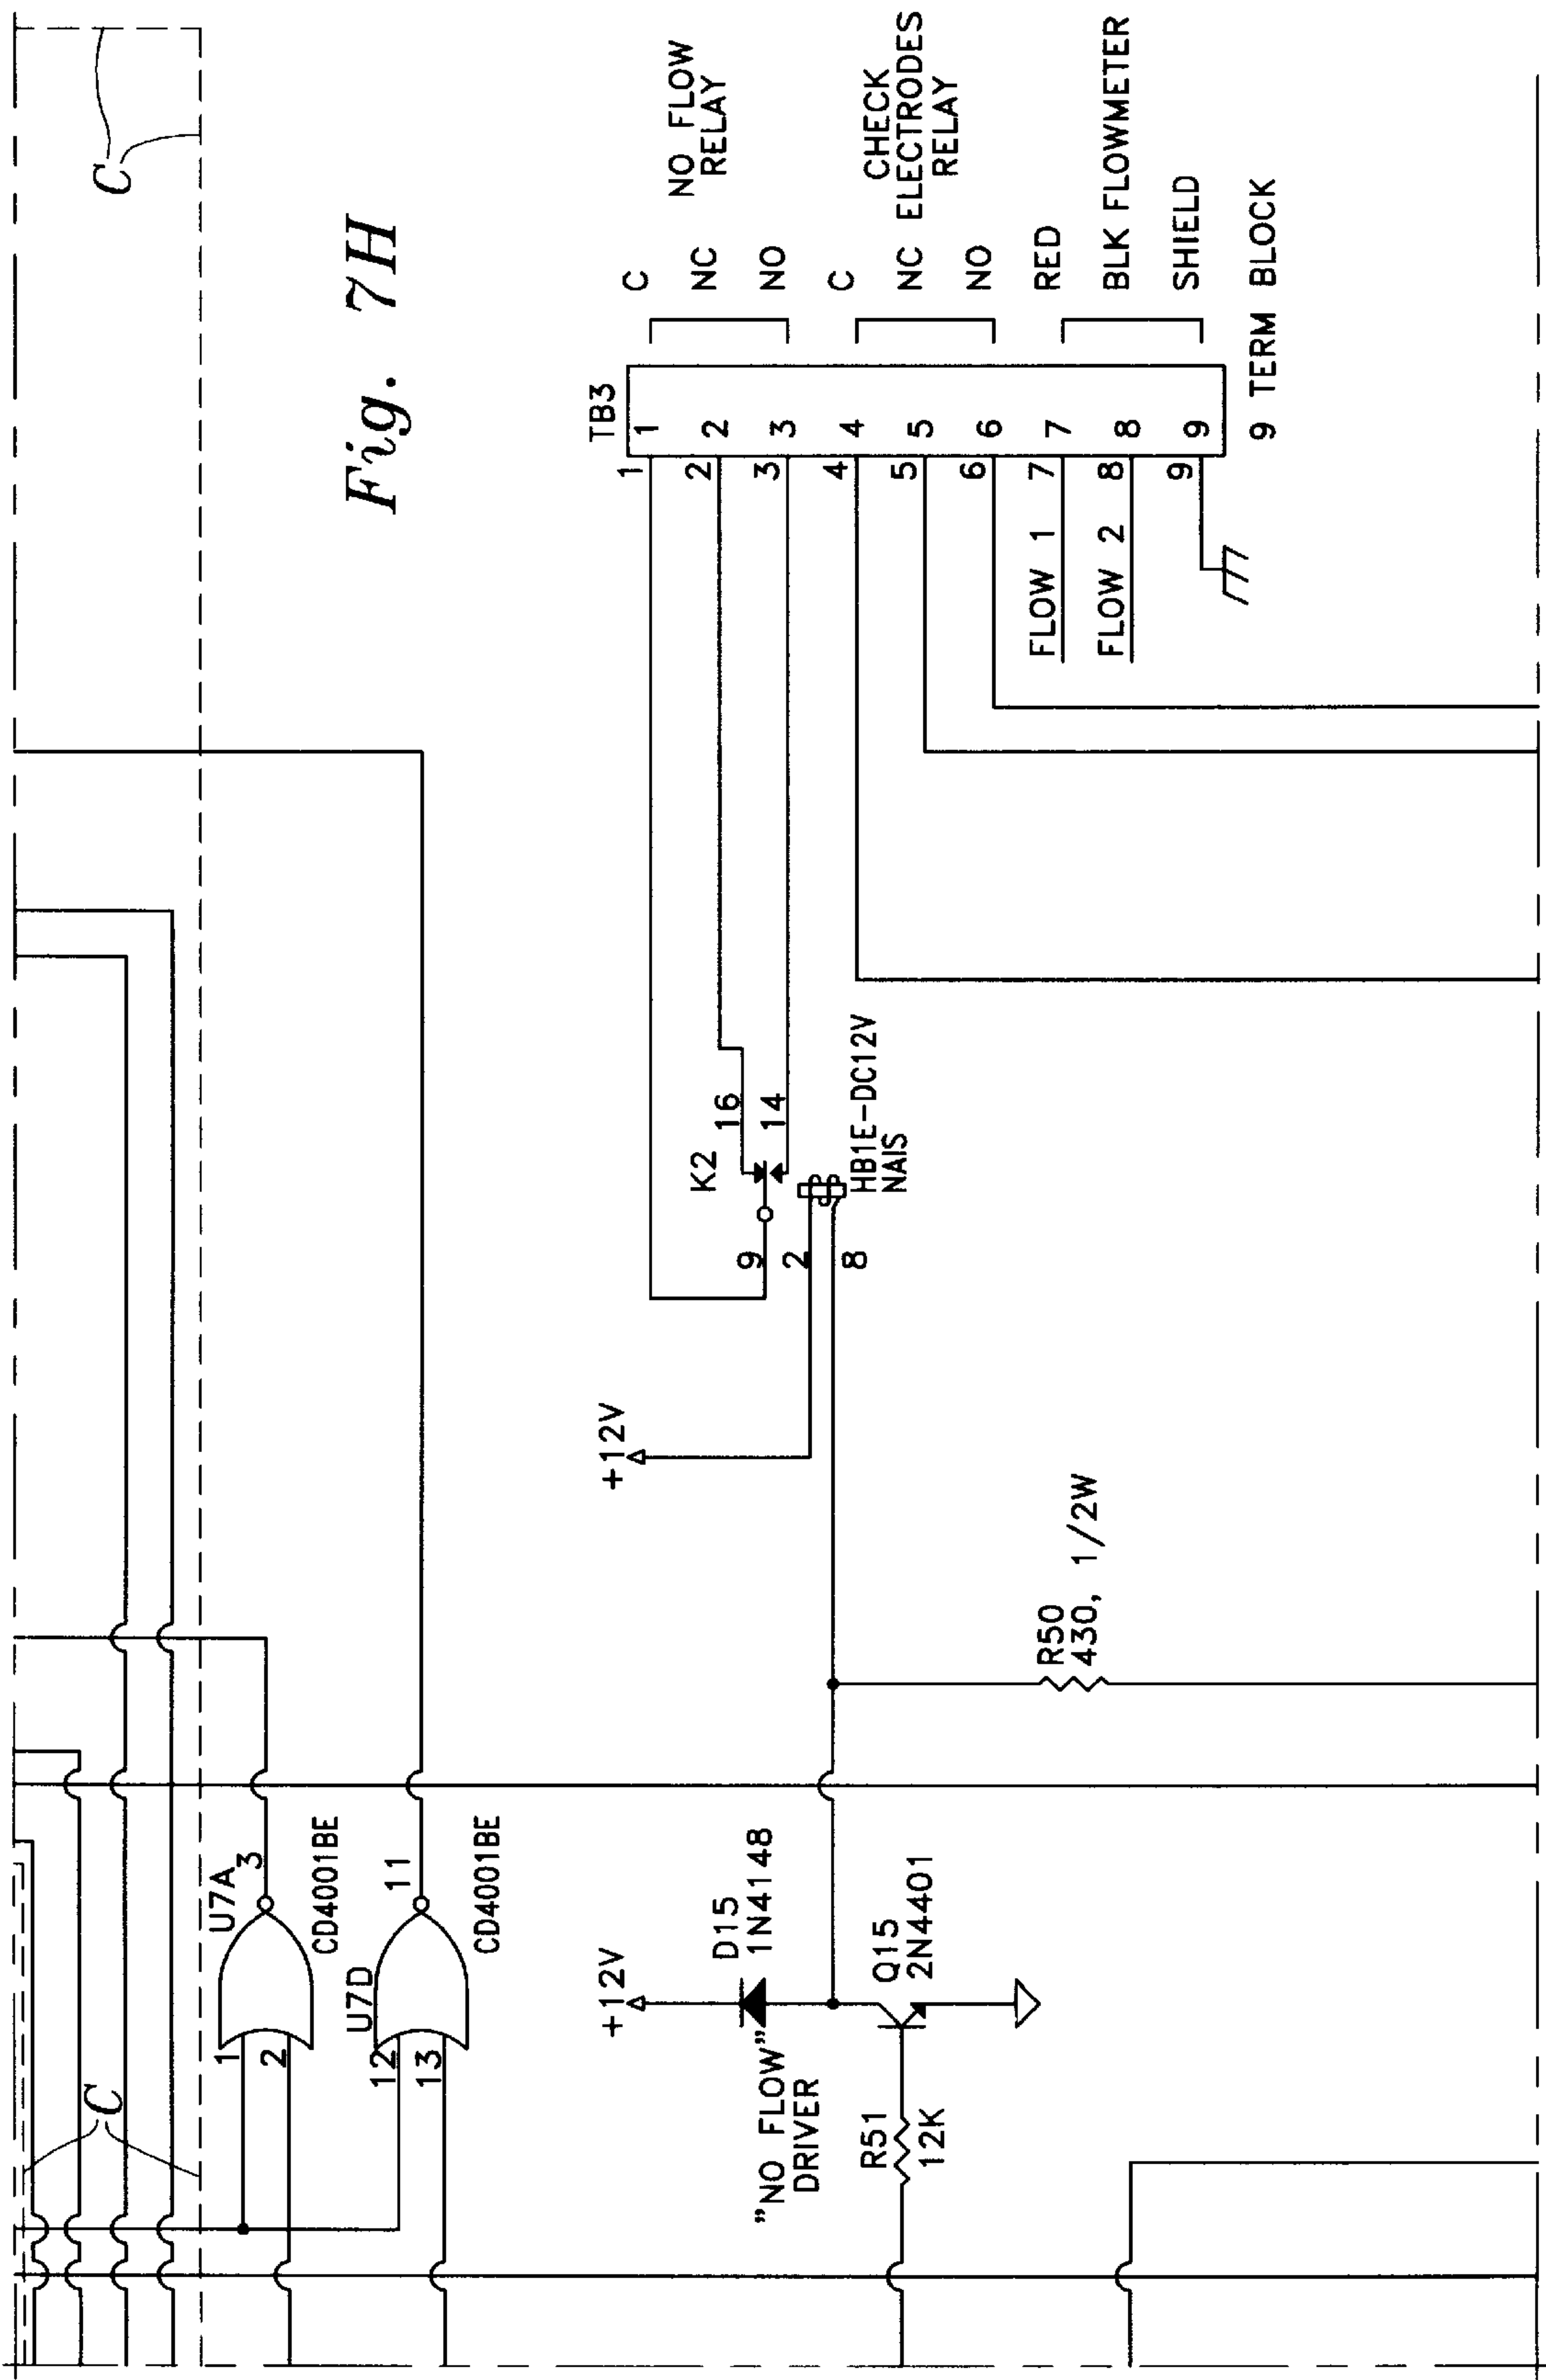 C
Fig. 7H
C
U7A
1
2
3
CD4001BE
U7D
12
13
11
CD4001BE
+12V
D15
1N4148
"NO FLOW"
DRIVER
Q15
2N4401
R51
12K
R50
430, 1/2W
+12V
K2
9
16
14
2
8
HB1E-DC12V
NAIS
TB3
1 1 C
2 2 NC
3 3 NO
NO FLOW
RELAY
4 4 C
5 5 NC
6 6 NO
CHECK
ELECTRODES
RELAY
FLOW 1 7 7 RED
FLOW 2 8 8 BLK FLOWMETER
9 9 SHIELD
9 TERM BLOCK